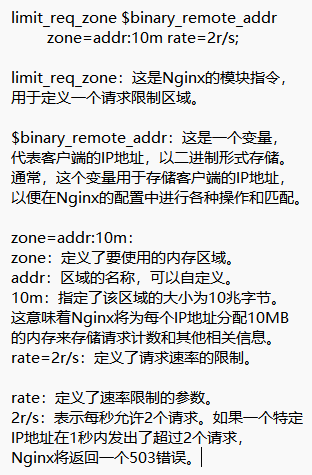 limit_req_zone $binary_remote_addr
zone=addr:10m rate=2r/s;
limit_req_zone：这是Nginx的模块指令，
用于定义一个请求限制区域。
$binary_remote_addr：这是一个变量，
代表客户端的IP地址，以二进制形式存储。
通常，这个变量用于存储客户端的IP地址，
以便在Nginx的配置中进行各种操作和匹配。
zone=addr:10m：
zone：定义了要使用的内存区域。
addr：区域的名称，可以自定义。
10m：指定了该区域的大小为10兆字节。
这意味着Nginx将为每个IP地址分配10MB
的内存来存储请求计数和其他相关信息。
rate=2r/s：定义了请求速率的限制。
rate：定义了速率限制的参数。
2r/s：表示每秒允许2个请求。如果一个特定
IP地址在1秒内发出了超过2个请求，
Nginx将返回一个503错误。